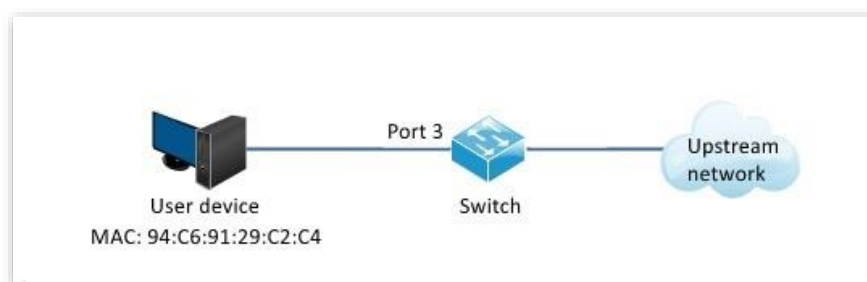 Port 3
Upstream
network
User device
Switch
MAC: 94:C6:91:29:C2:C4